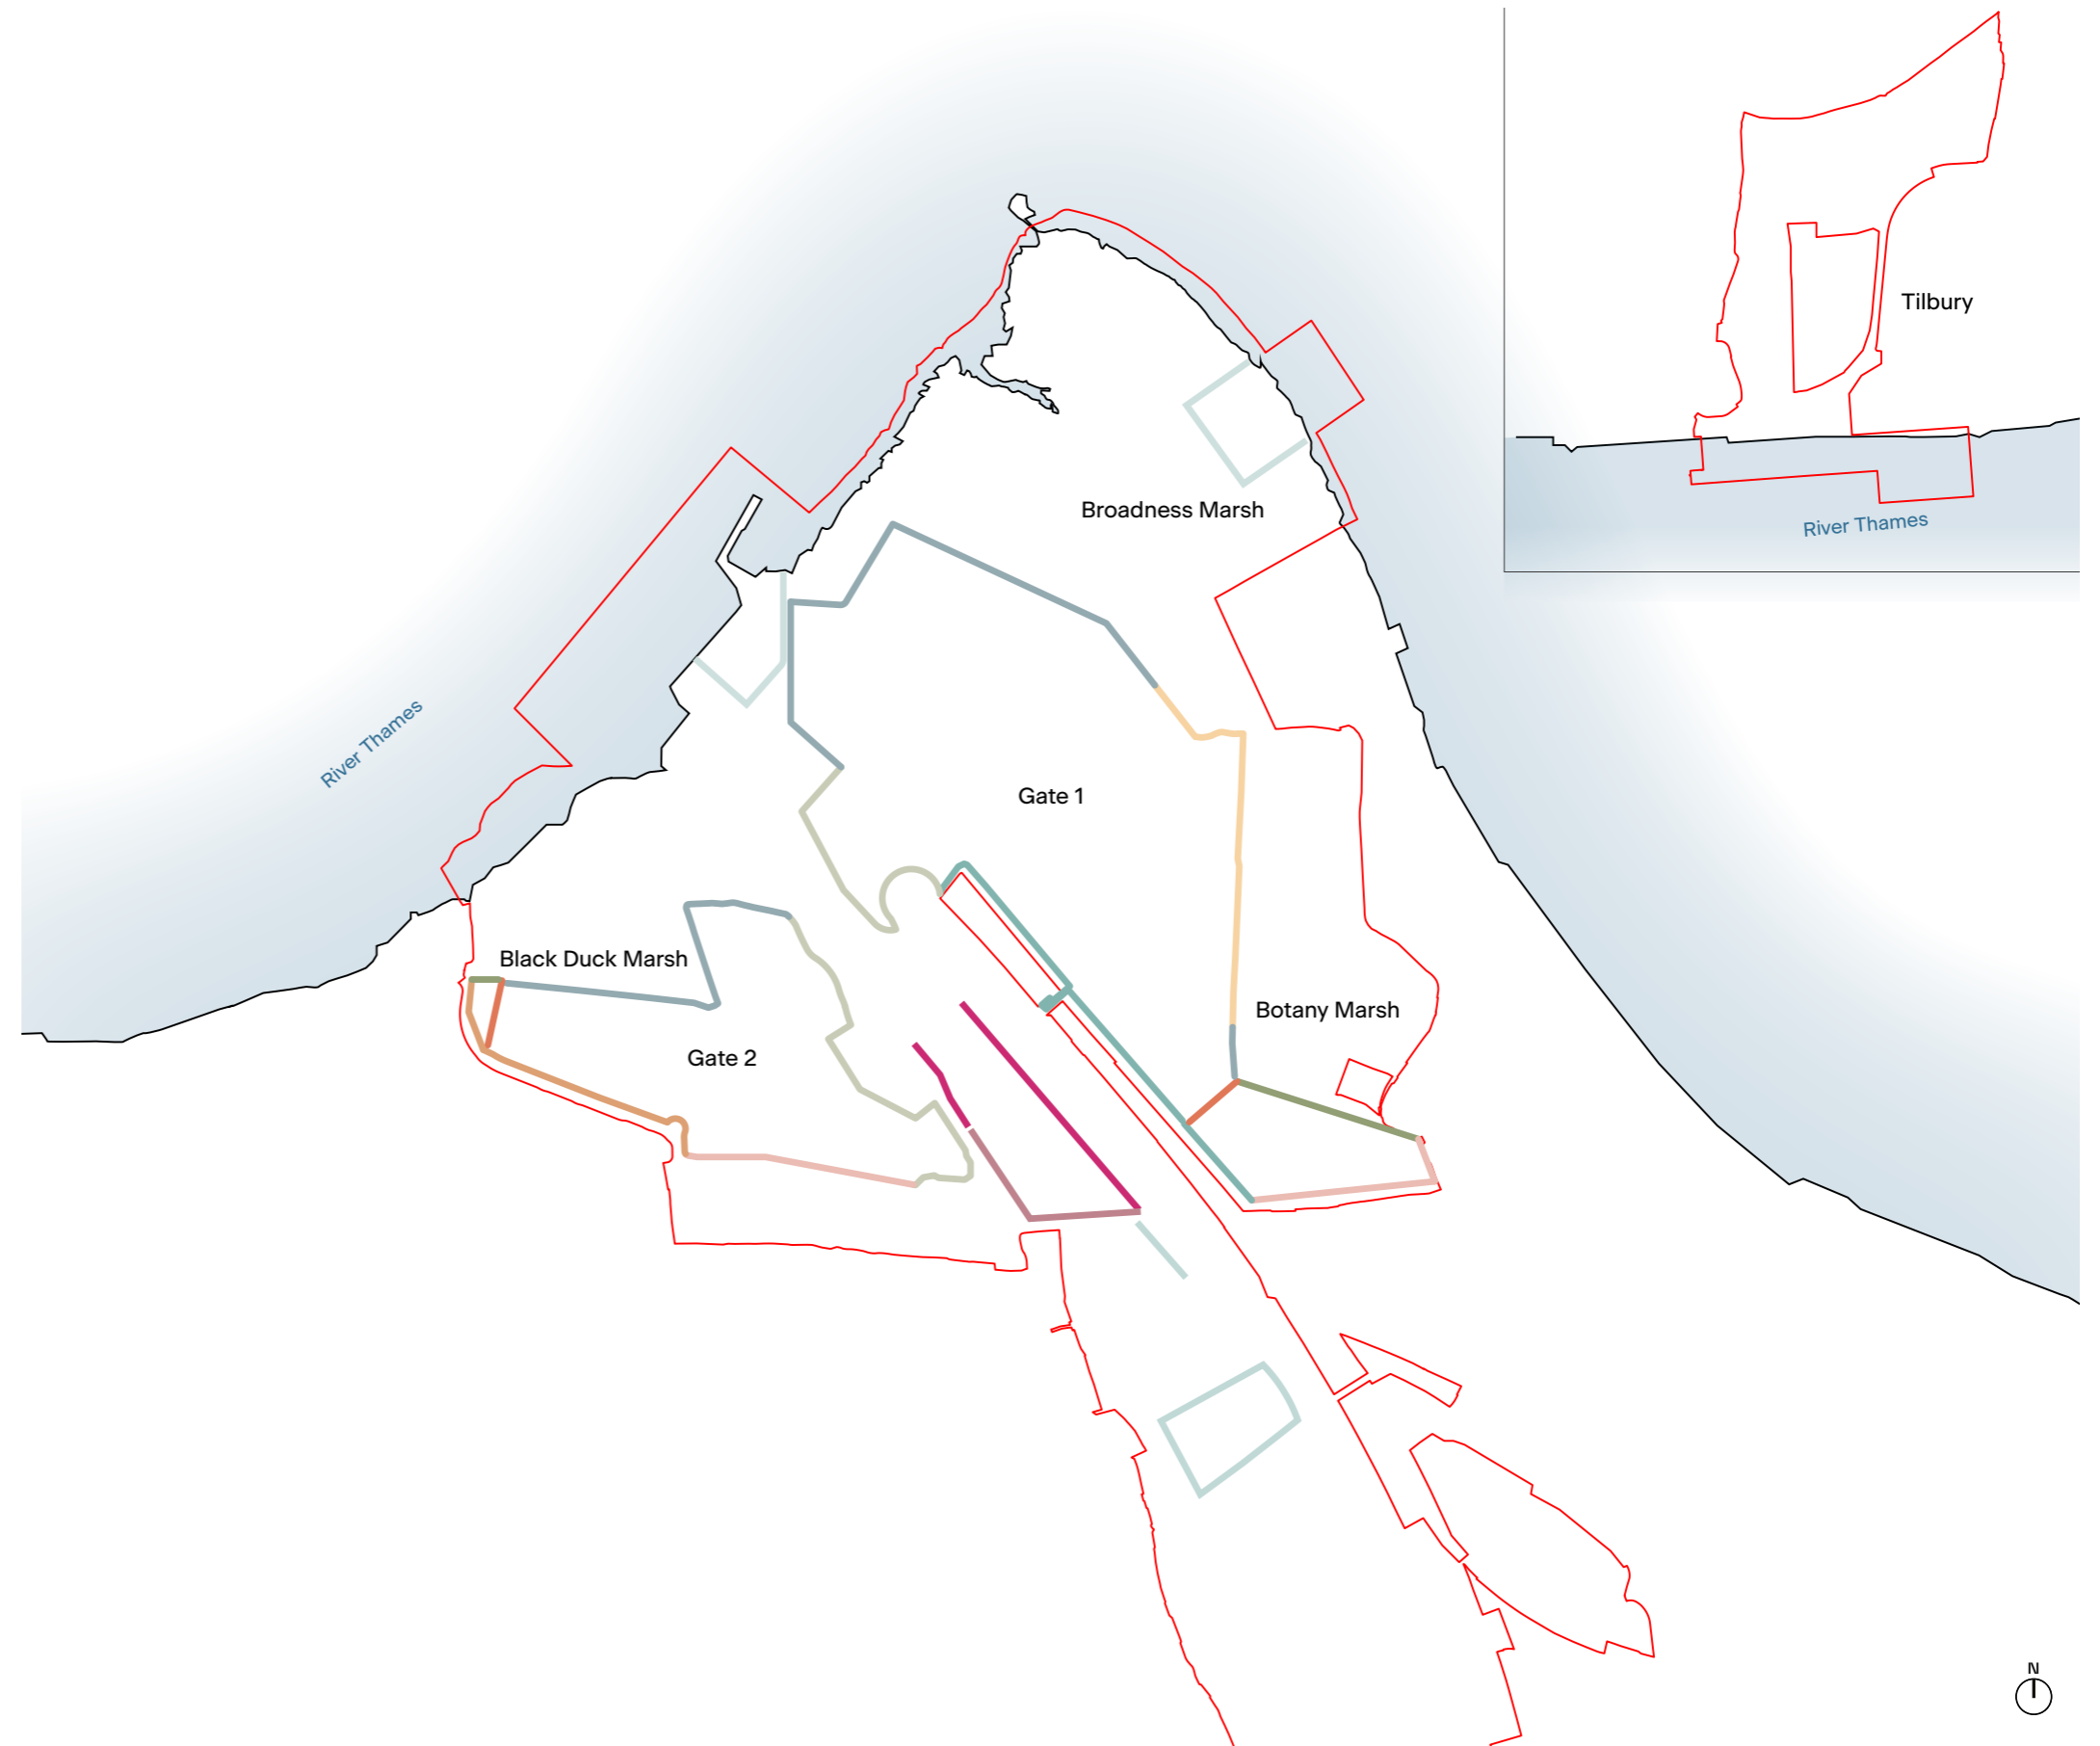 Tilbury
River Thames
Broadness Marsh
River Thames
Gate 1
Black Duck Marsh
Botany Marsh
Gate 2
N